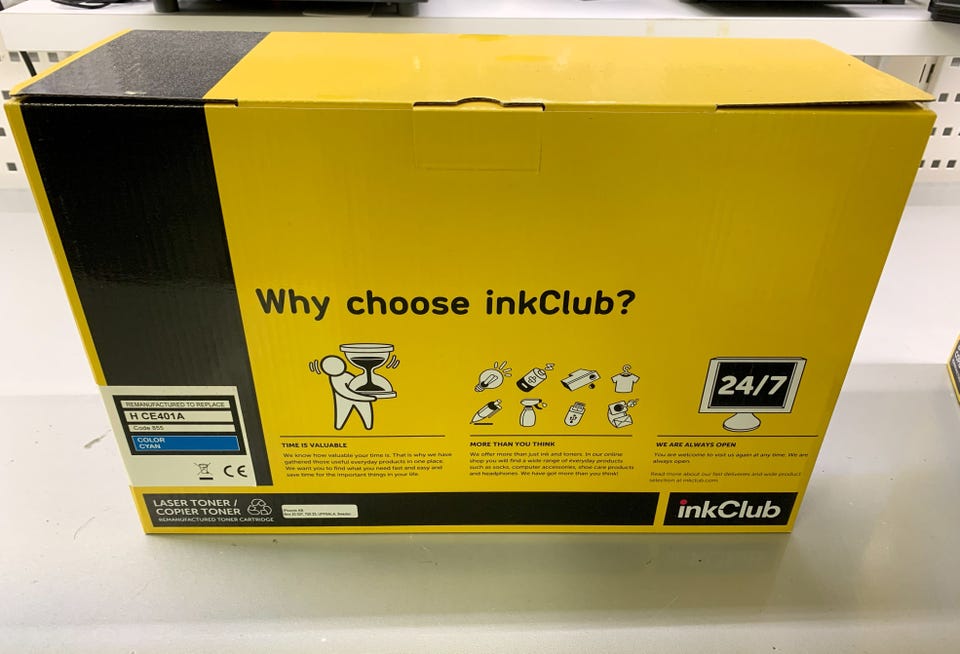 Why choose inkClub?
24/7
TIME IS VALUABLE
We know how valuable your time is. That is why we have
gathered those useful everyday products in one place.
We want you to find what you need fast and easy and
save time for the important things in your life.
MORE THAN YOU THINK
We offer more than just ink and toners. In our online
shop you will find a wide range of everyday products
such as socks, computer accessories, shoe care products
and headphones. We have got more than you think!
WE ARE ALWAYS OPEN
You are welcome to visit us again at any time. We are
always open.
Read more about our fast deliveries and wide product
selection at inkclub.com
REMANUFACTURED TO REPLACE
H CE401A
Code 855
COLOR
CYAN
CE
LASER TONER /
COPIER TONER
REMANUFACTURED TONER CARTRIDGE
UPPSALA, Sweden
inkClub